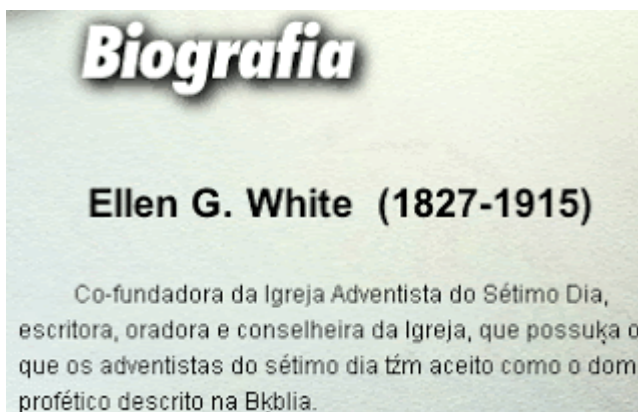 Biografia
Ellen G. White (1827-1915)
Co-fundadora da Igreja Adventista do Sétimo Dia,
escritora, oradora e conselheira da Igreja, que possuķa o
que os adventistas do sétimo dia tźm aceito como o dom
profético descrito na Bķblia.